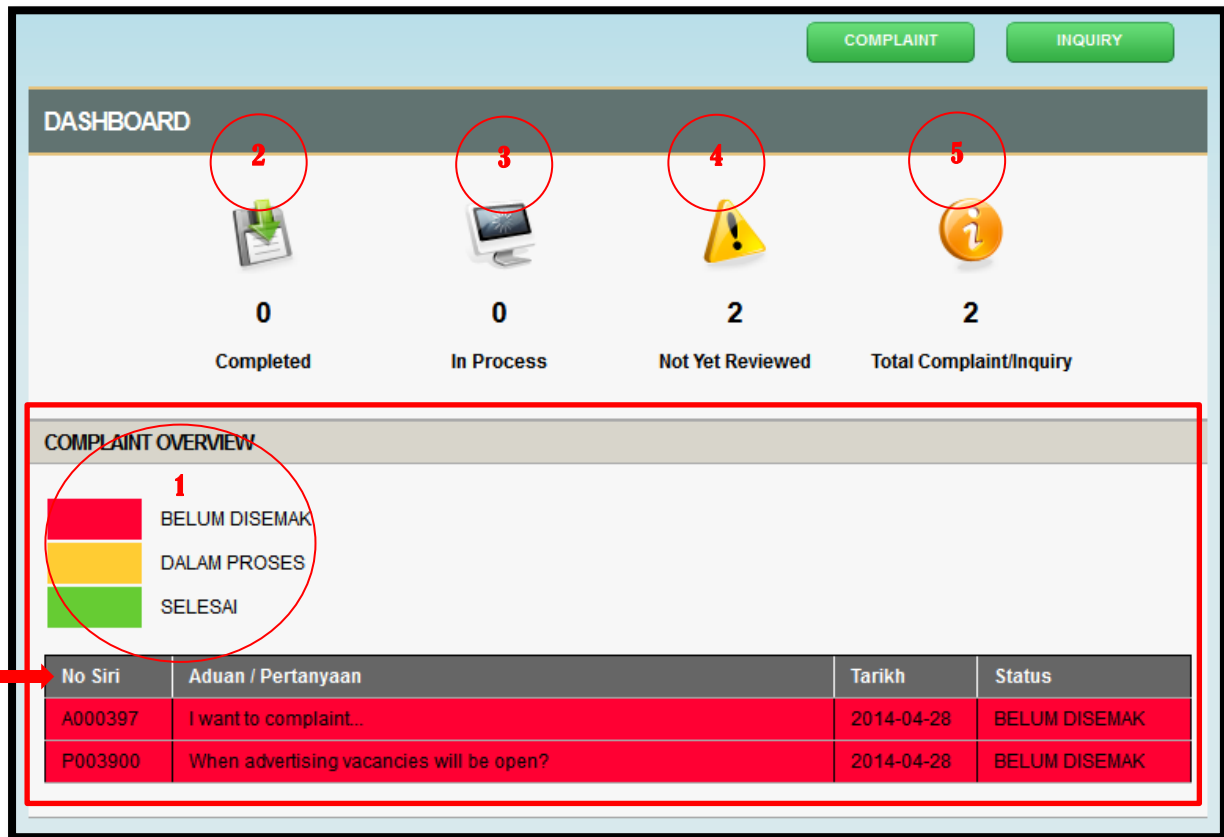 COMPLAINT INQUIRY
DASHBOARD
2 3 4 5
0 0 2 2
Completed In Process Not Yet Reviewed Total Complaint/Inquiry
COMPLAINT OVERVIEW
1
BELUM DISEMAK
DALAM PROSES
SELESAI
No Siri Aduan / Pertanyaan Tarikh Status
A000397 I want to complaint... 2014-04-28 BELUM DISEMAK
P003900 When advertising vacancies will be open? 2014-04-28 BELUM DISEMAK